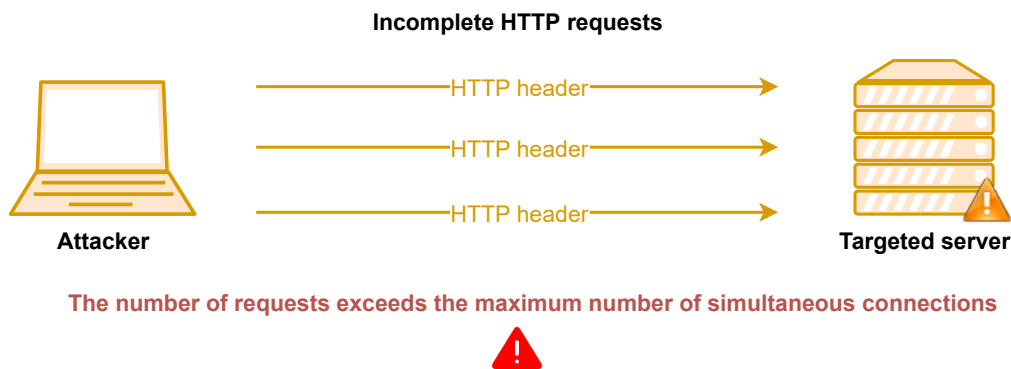 Incomplete HTTP requests
HTTP header
HTTP header
HTTP header
Attacker
Targeted server
The number of requests exceeds the maximum number of simultaneous connections